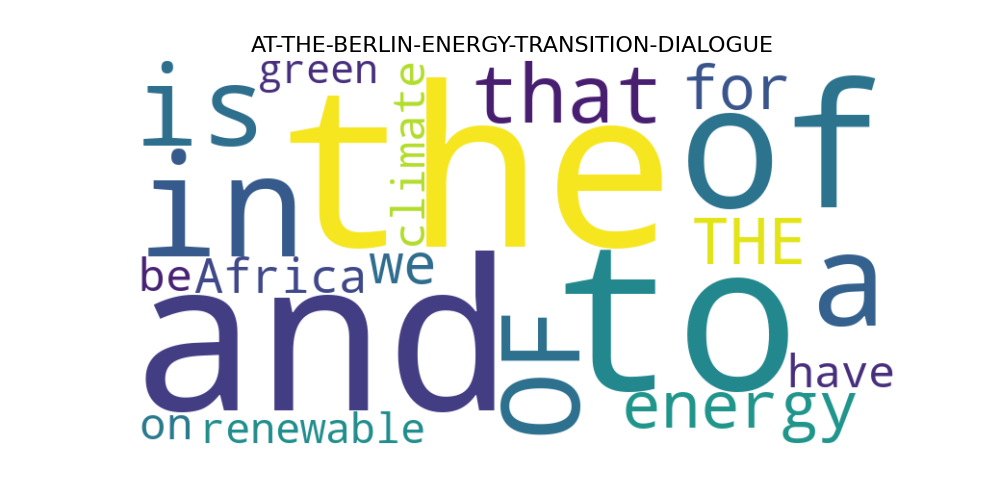 AT-THE-BERLIN-ENERGY-TRANSITION-DIALOGUE
is
green
climate
that
for
the
of
in
THE
be
Africa
we
a
and
OF
to
have
on
renewable
energy